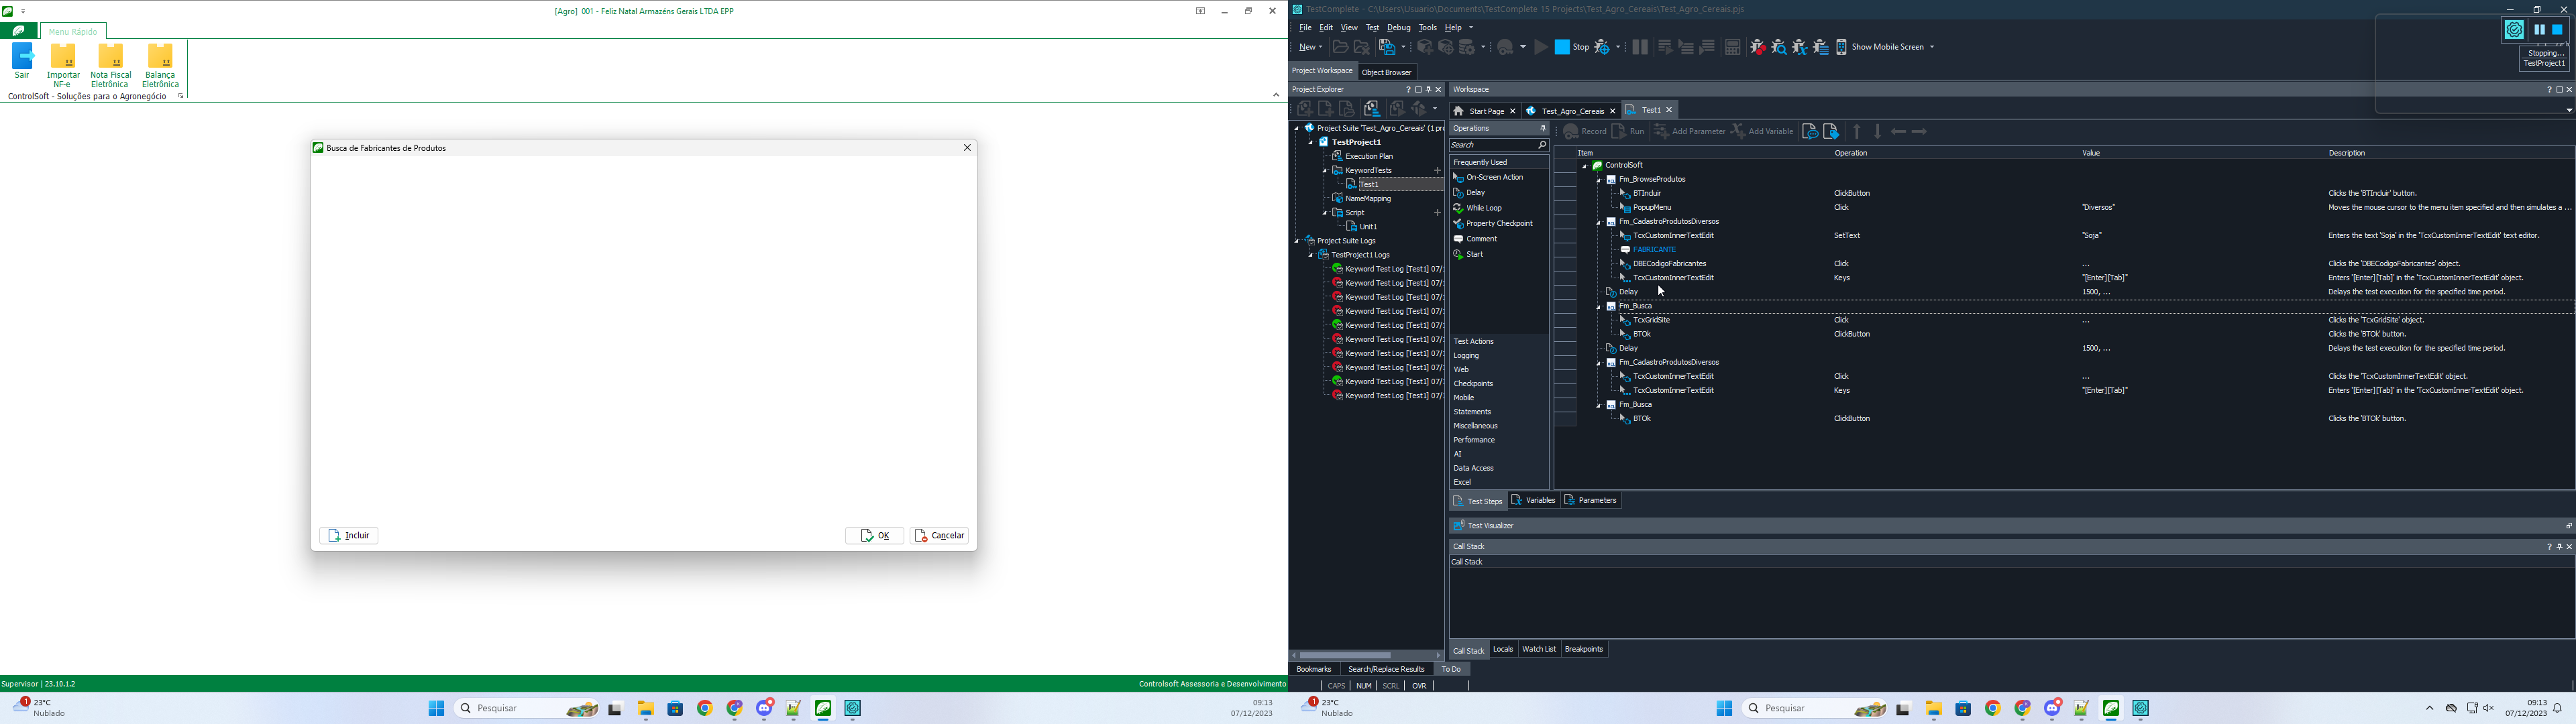 [Agro] 001 - Feliz Natal Armazéns Gerais LTDA EPP
Menu Rápido
Sair
Importar
NF-e
Nota Fiscal
Eletrônica
Balança
Eletrônica
ControlSoft - Soluções para o Agronegócio
Busca de Fabricantes de Produtos
Incluir
OK
Cancelar
Supervisor | 23.10.1.2
Controlsoft Assessoria e Desenvolvimento
1
23°C
Nublado
Pesquisar
09:13
07/12/2023
TestComplete - C:\Users\Usuario\Documents\TestComplete 15 Projects\Test_Agro_Cereais\Test_Agro_Cereais.pjs
File Edit View Test Debug Tools Help
New
Stop
Show Mobile Screen
Stopping...
TestProject1
Project Workspace
Object Browser
Project Explorer
Workspace
Start Page
Test_Agro_Cereais
Test1
Project Suite 'Test_Agro_Cereais' (1 pr
TestProject1
Execution Plan
KeywordTests
Test1
NameMapping
Script
Unit1
Project Suite Logs
TestProject1 Logs
Keyword Test Log [Test1] 07/
Keyword Test Log [Test1] 07/
Keyword Test Log [Test1] 07/
Keyword Test Log [Test1] 07/
Keyword Test Log [Test1] 07/
Keyword Test Log [Test1] 07/
Keyword Test Log [Test1] 07/
Keyword Test Log [Test1] 07/
Keyword Test Log [Test1] 07/
Keyword Test Log [Test1] 07/
Operations
Search
Frequently Used
On-Screen Action
Delay
While Loop
Property Checkpoint
Comment
Start
Test Actions
Logging
Web
Checkpoints
Mobile
Statements
Miscellaneous
Performance
AI
Data Access
Excel
Record Run Add Parameter Add Variable
Item Operation Value Description
ControlSoft
Fm_BrowseProdutos
BTIncluir ClickButton Clicks the 'BTIncluir' button.
PopupMenu Click "Diversos" Moves the mouse cursor to the menu item specified and then simulates a ...
Fm_CadastroProdutosDiversos
TcxCustomInnerTextEdit SetText "Soja" Enters the text 'Soja' in the 'TcxCustomInnerTextEdit' text editor.
FABRICANTE
DBECodigoFabricantes Click ... Clicks the 'DBECodigoFabricantes' object.
TcxCustomInnerTextEdit Keys "[Enter][Tab]" Enters '[Enter][Tab]' in the 'TcxCustomInnerTextEdit' object.
Delay 1500, ... Delays the test execution for the specified time period.
Fm_Busca
TcxGridSite Click ... Clicks the 'TcxGridSite' object.
BTOk ClickButton Clicks the 'BTOk' button.
Delay 1500, ... Delays the test execution for the specified time period.
Fm_CadastroProdutosDiversos
TcxCustomInnerTextEdit Click ... Clicks the 'TcxCustomInnerTextEdit' object.
TcxCustomInnerTextEdit Keys "[Enter][Tab]" Enters '[Enter][Tab]' in the 'TcxCustomInnerTextEdit' object.
Fm_Busca
BTOk ClickButton Clicks the 'BTOk' button.
Test Steps Variables Parameters
Test Visualizer
Call Stack
Call Stack
Call Stack Locals Watch List Breakpoints
Bookmarks Search/Replace Results To Do
CAPS NUM SCRL OVR
1
23°C
Nublado
Pesquisar
09:13
07/12/2023